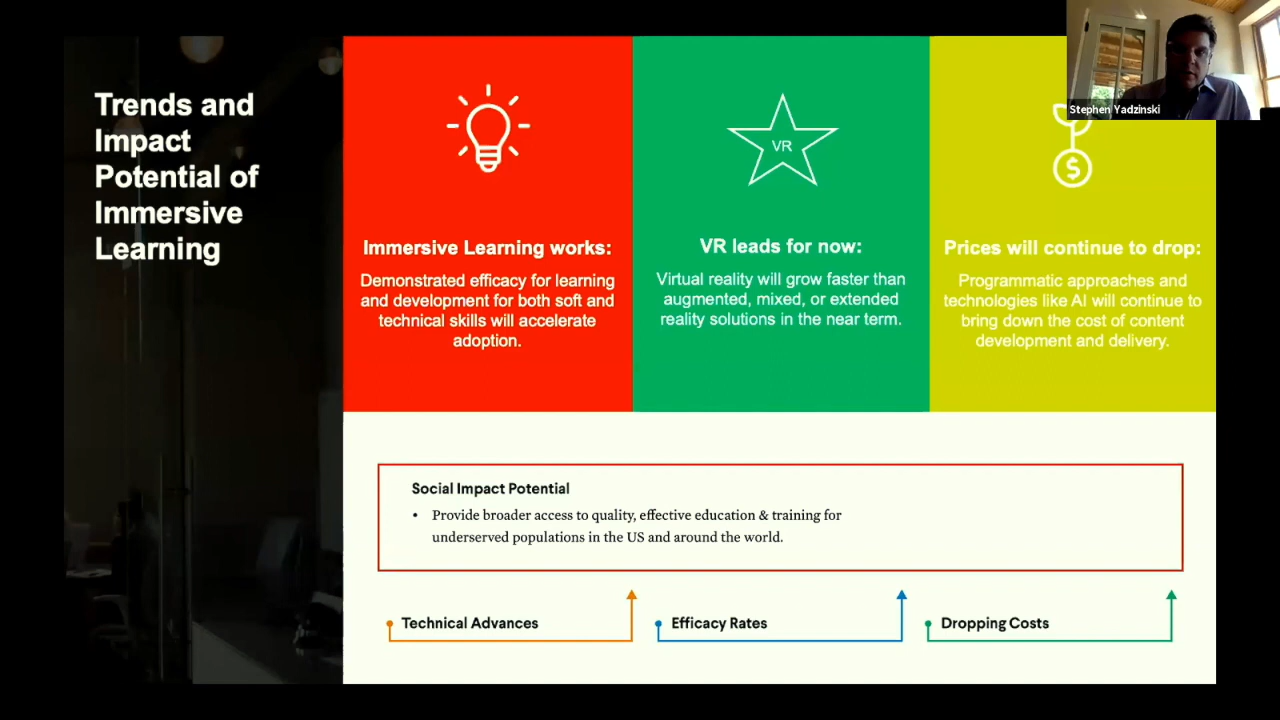 Trends and
Impact
Potential of
Immersive
Learning
Immersive Learning works:
Demonstrated efficacy for learning
and development for both soft and
technical skills will accelerate
adoption.
VR
VR leads for now:
Virtual reality will grow faster than
augmented, mixed, or extended
reality solutions in the near term.
Stephen Yadzinski
$
Prices will continue to drop:
Programmatic approaches and
technologies like AI will continue to
bring down the cost of content
development and delivery.
Social Impact Potential
• Provide broader access to quality, effective education & training for
underserved populations in the US and around the world.
Technical Advances
Efficacy Rates
Dropping Costs